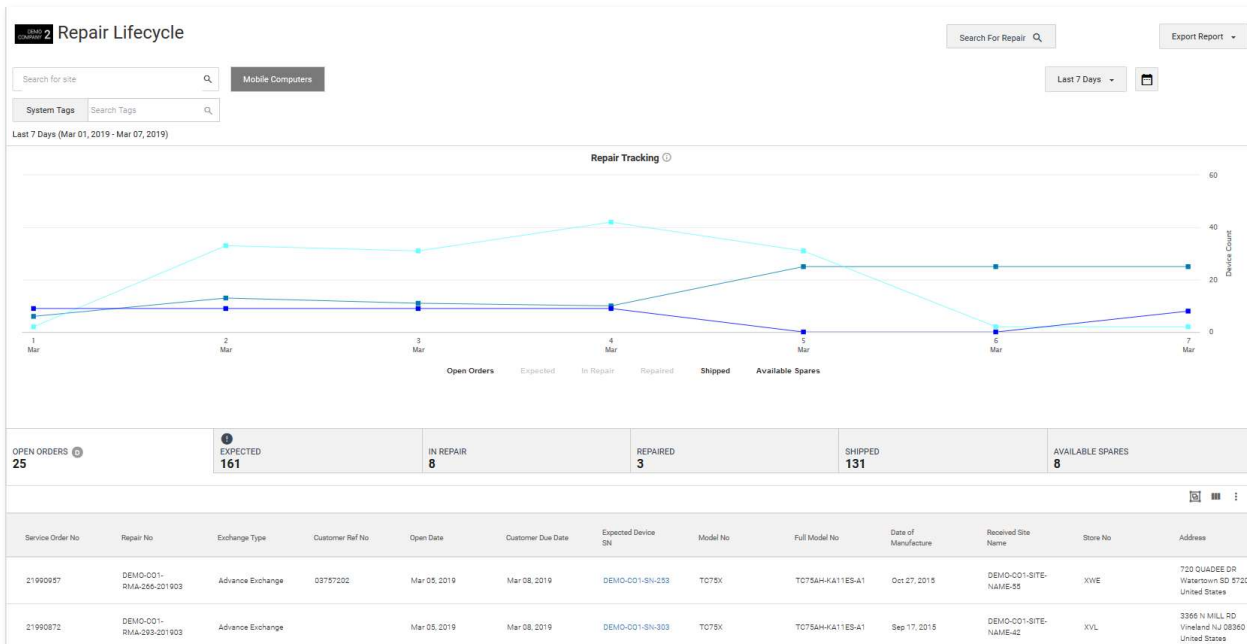 DEMO COMPANY 2 Repair Lifecycle
Search For Repair
Export Report
Search for site
Mobile Computers
Last 7 Days
System Tags Search Tags
Last 7 Days (Mar 01, 2019 - Mar 07, 2019)
Repair Tracking
60
40
20
0
Device Count
1 2 3 4 5 6 7
Mar Mar Mar Mar Mar Mar Mar
Open Orders Expected In Repair Repaired Shipped Available Spares
OPEN ORDERS D EXPECTED IN REPAIR REPAIRED SHIPPED AVAILABLE SPARES
25 161 8 3 131 8
Service Order No Repair No Exchange Type Customer Ref No Open Date Customer Due Date Expected Device SN Model No Full Model No Date of Manufacture Received Site Name Store No Address
21990957 DEMO-CO1-RMA-266-201903 Advance Exchange 03757202 Mar 05, 2019 Mar 08, 2019 DEMO-CO1-SN-253 TC75X TC75AH-KA11ES-A1 Oct 27, 2015 DEMO-CO1-SITE-NAME-55 XWE 720 QUADEE DR Watertown SD 5720 United States
21990872 DEMO-CO1-RMA-293-201903 Advance Exchange Mar 05, 2019 Mar 08, 2019 DEMO-CO1-SN-303 TC75X TC75AH-KA11ES-A1 Sep 17, 2015 DEMO-CO1-SITE-NAME-42 XVL 3366 N MILL RD Vineland NJ 08360 United States